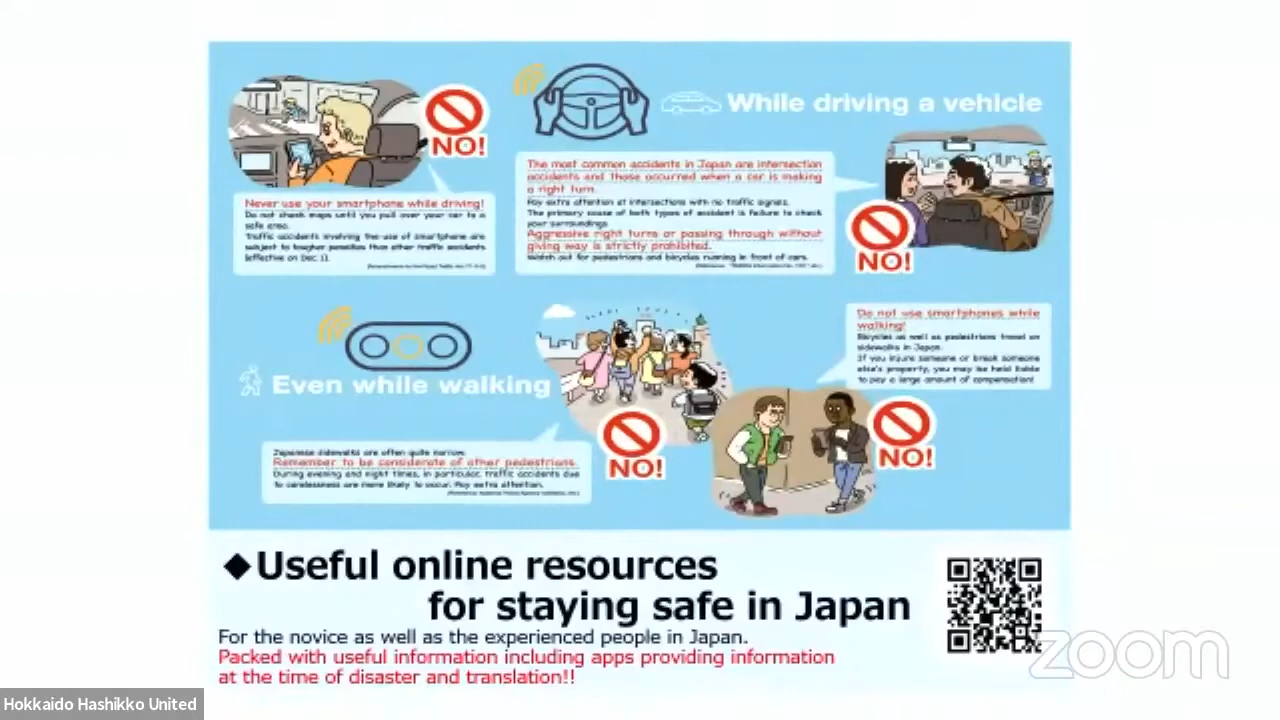 While driving a vehicle
NO!
Never use your smartphone while driving!
Do not check maps until you pull over your car to a
safe area.
Traffic accidents involving the use of smartphone are
subject to tougher penalties than other traffic accidents
(effective on Dec. 1).
The most common accidents in Japan are intersection
accidents and those occurred when a car is making
a right turn.
Pay extra attention at intersections with no traffic signals.
The primary cause of both types of accident is failure to check
your surroundings.
Aggressive right turns or passing through without
giving way is strictly prohibited.
Watch out for pedestrians and bicycles running in front of cars.
NO!
Even while walking
Japanese sidewalks are often quite narrow.
Remember to be considerate of other pedestrians.
During evening and night times, in particular, traffic accidents due
to carelessness are more likely to occur. Pay extra attention.
NO!
Do not use smartphones while
walking!
Bicycles as well as pedestrians travel on
sidewalks in Japan.
If you injure someone or break someone
else's property, you may be held liable
to pay a large amount of compensation!
NO!
◆Useful online resources
for staying safe in Japan
For the novice as well as the experienced people in Japan.
Packed with useful information including apps providing information
at the time of disaster and translation!!
zoom
Hokkaido Hashikko United